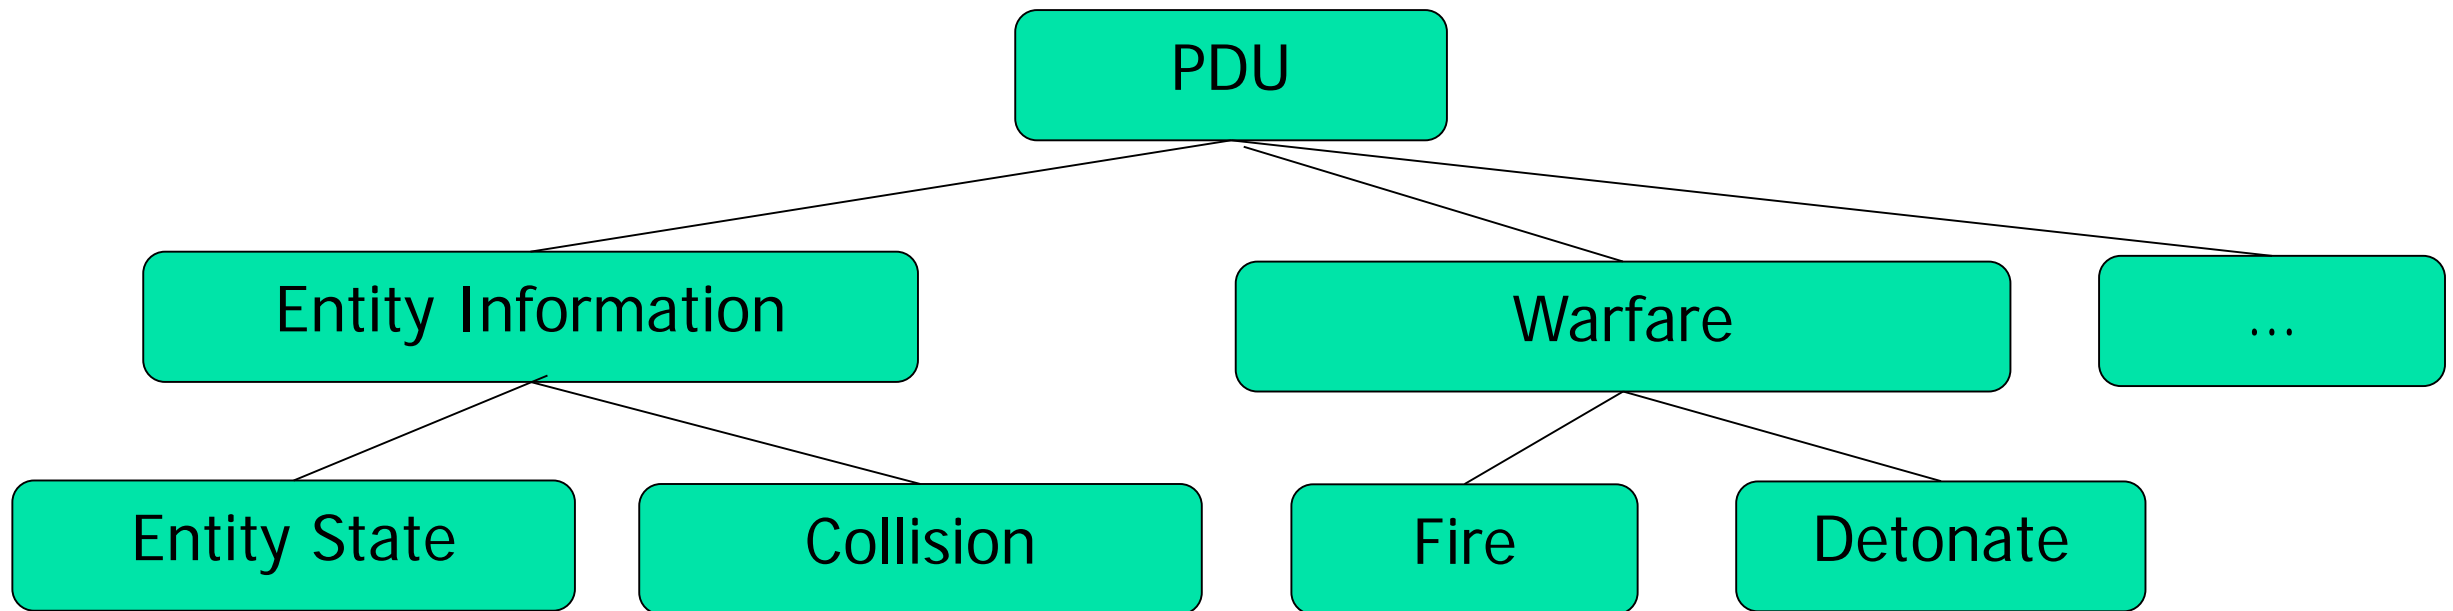 PDU
Entity Information
Warfare
...
Entity State
Collision
Fire
Detonate